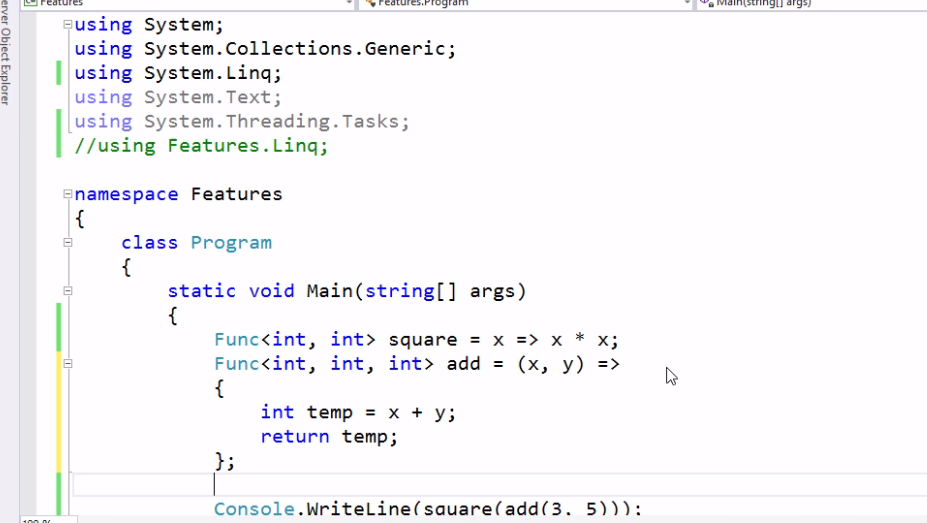 Features
Features.Program
Main(string[] args)
Server Object Explorer
using System;
using System.Collections.Generic;
using System.Linq;
using System.Text;
using System.Threading.Tasks;
//using Features.Linq;
namespace Features
{
class Program
{
static void Main(string[] args)
{
Func<int, int> square = x => x * x;
Func<int, int, int> add = (x, y) =>
{
int temp = x + y;
return temp;
};
Console.WriteLine(square(add(3, 5)));
100 %